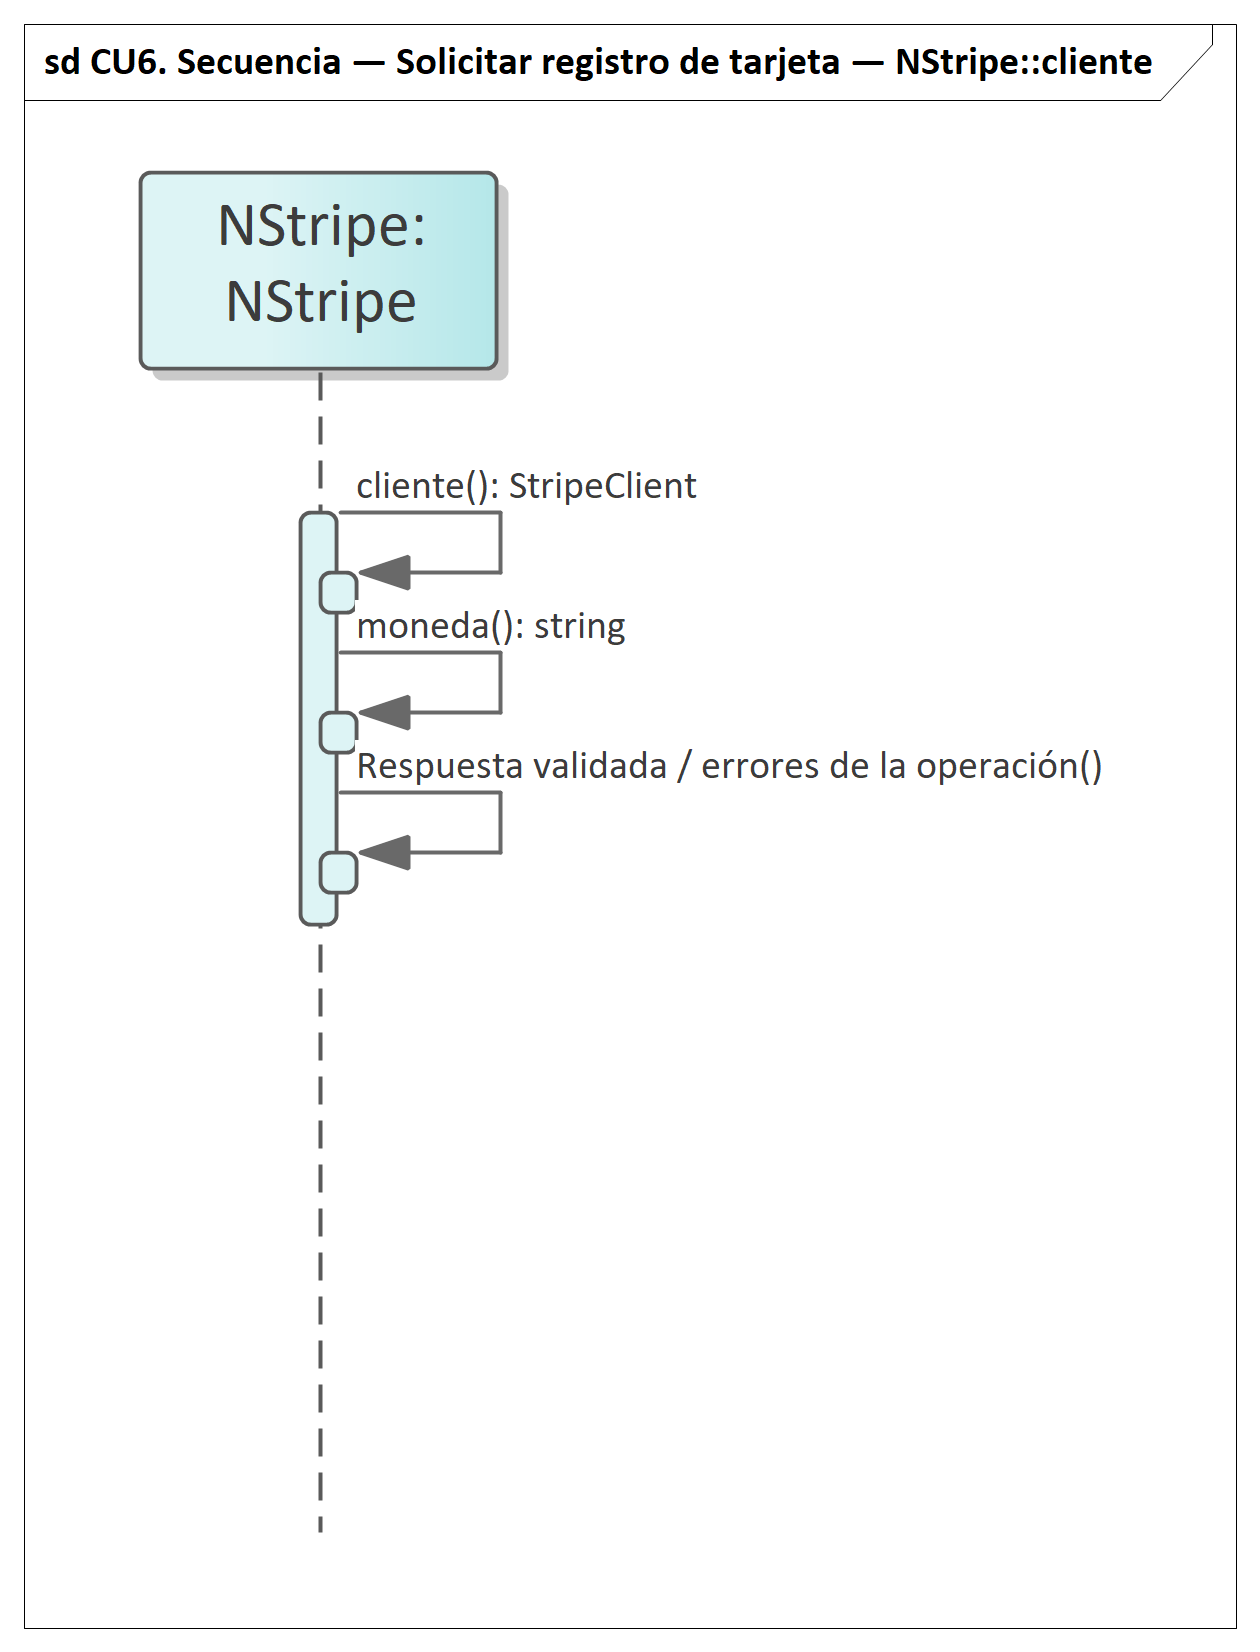 sd CU6. Secuencia — Solicitar registro de tarjeta — NStripe::cliente
NStripe:
NStripe
cliente(): StripeClient
moneda(): string
Respuesta validada / errores de la operación()